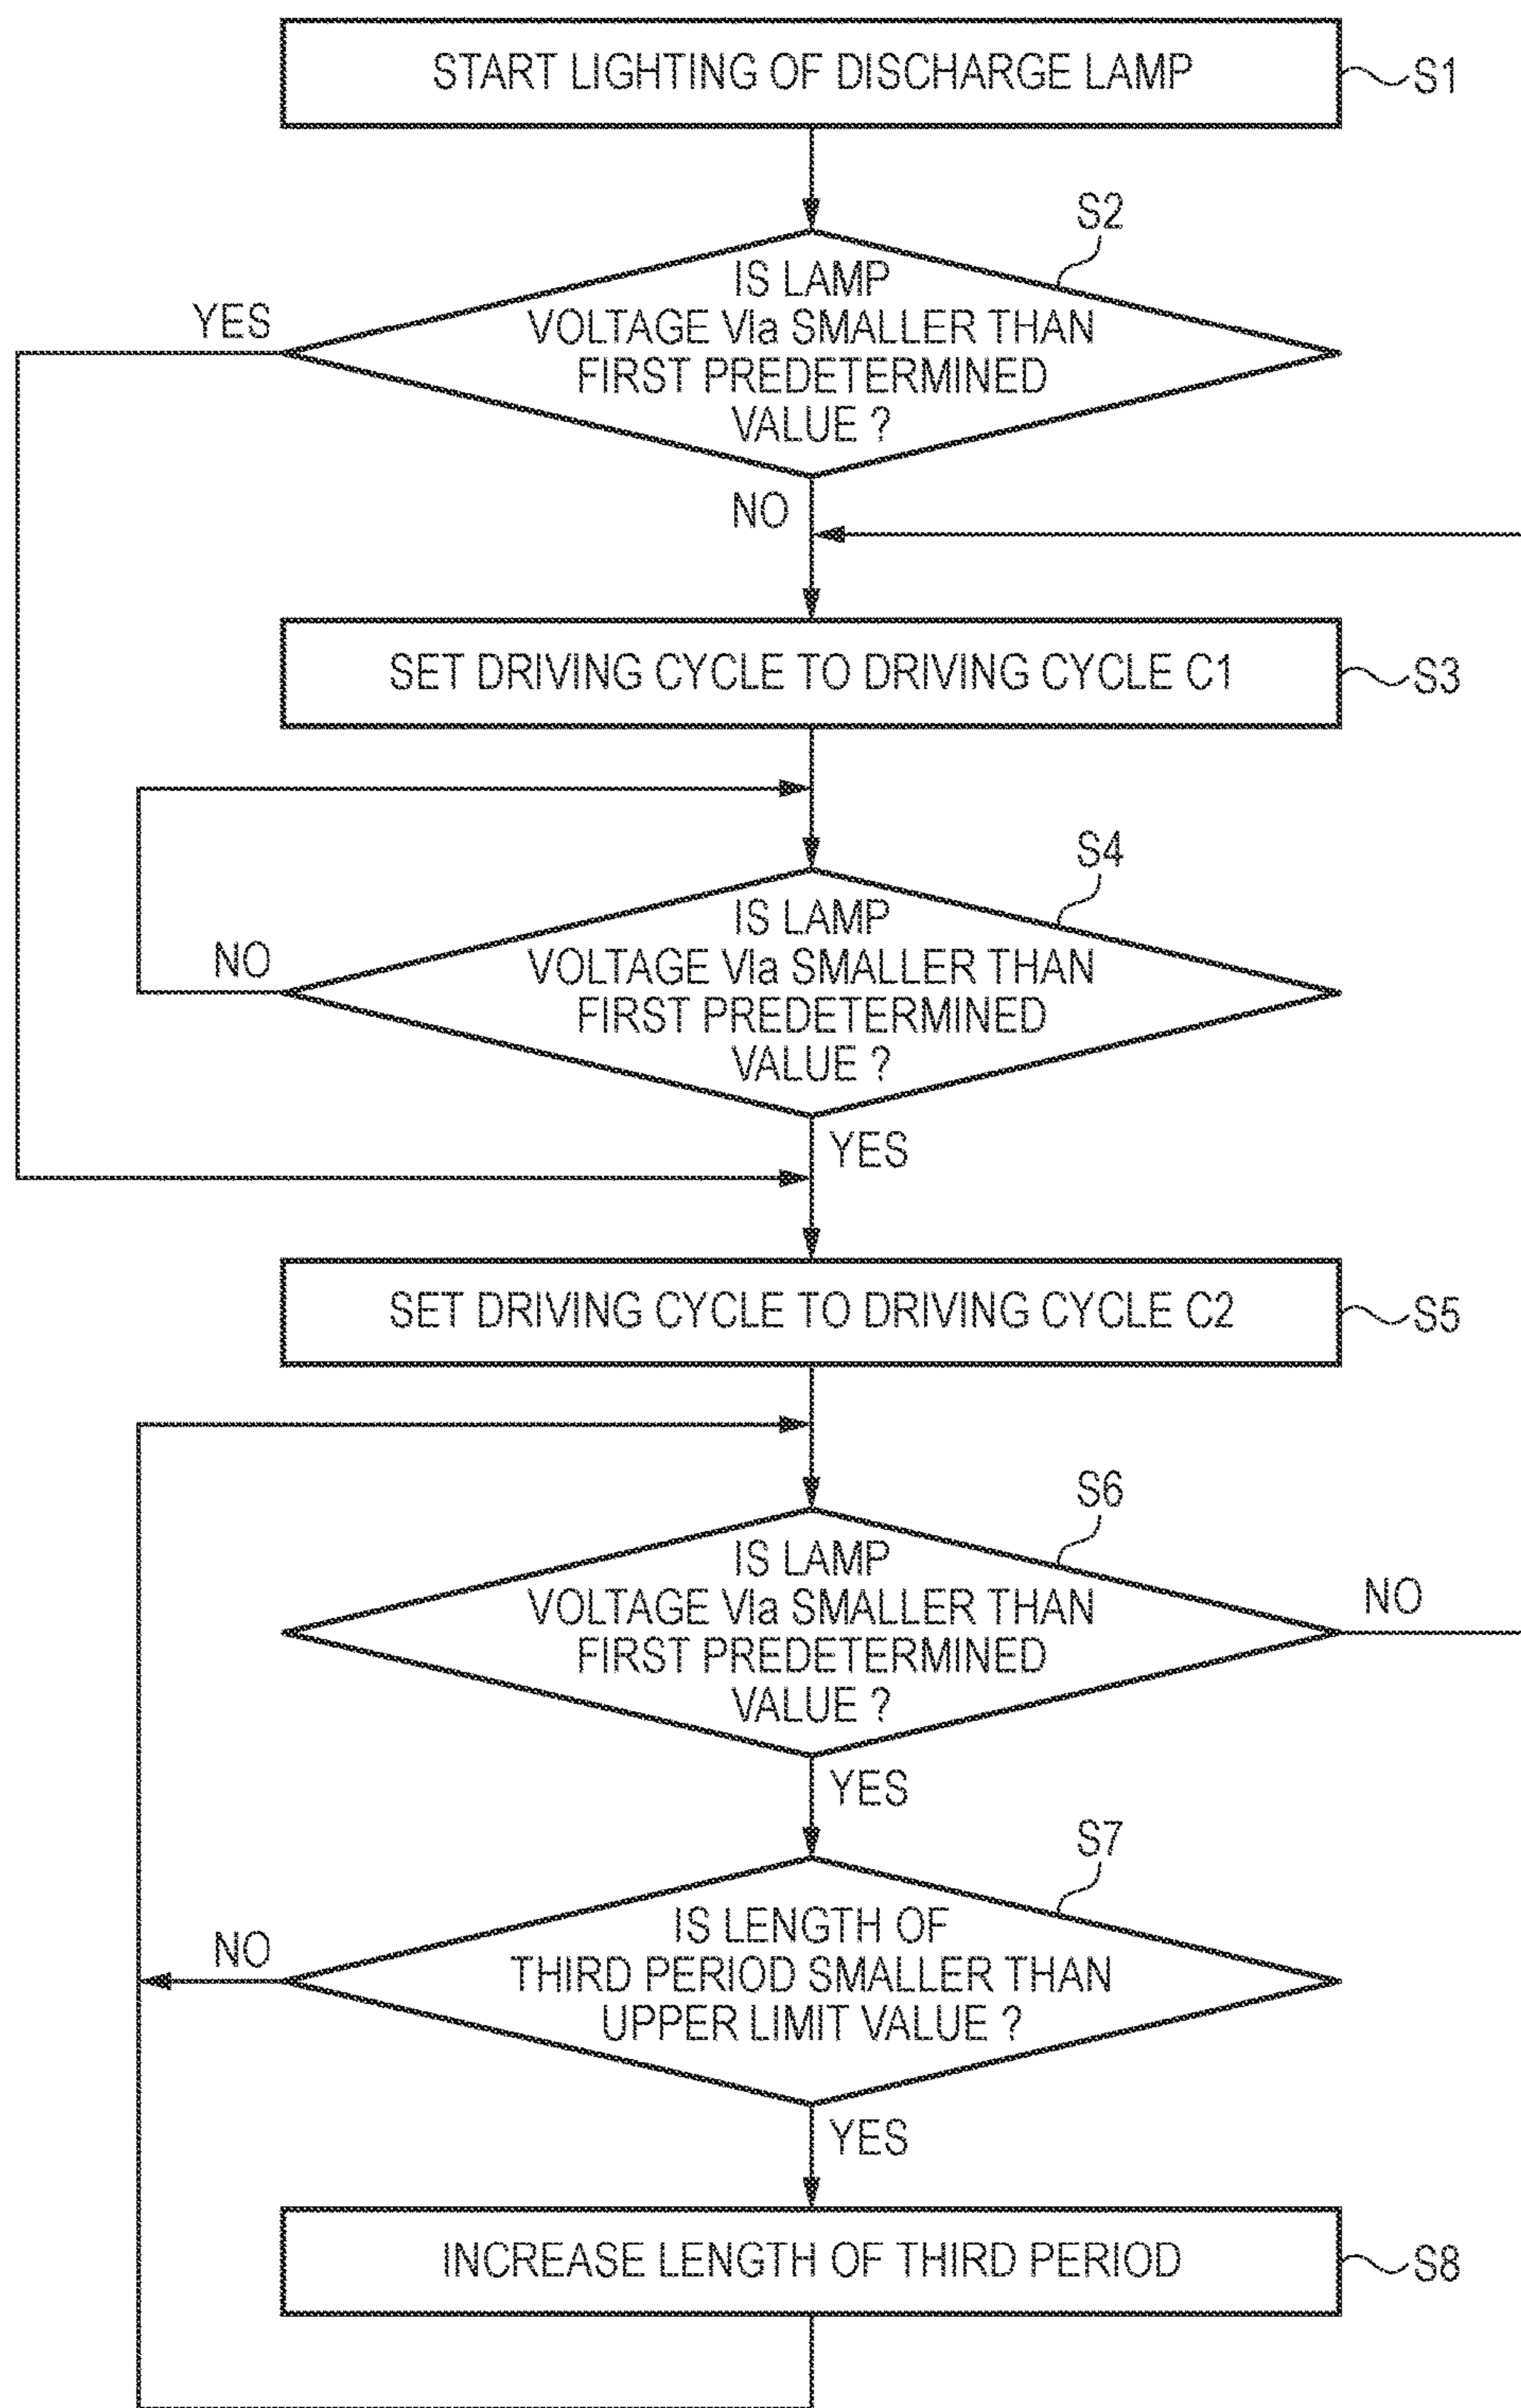 START LIGHTING OF DISCHARGE LAMP
S1
S2
IS LAMP
VOLTAGE Vla SMALLER THAN
FIRST PREDETERMINED
VALUE ?
YES
NO
SET DRIVING CYCLE TO DRIVING CYCLE C1
S3
S4
IS LAMP
VOLTAGE Vla SMALLER THAN
FIRST PREDETERMINED
VALUE ?
NO
YES
SET DRIVING CYCLE TO DRIVING CYCLE C2
S5
S6
IS LAMP
VOLTAGE Vla SMALLER THAN
FIRST PREDETERMINED
VALUE ?
NO
YES
S7
IS LENGTH OF
THIRD PERIOD SMALLER THAN
UPPER LIMIT VALUE ?
NO
YES
INCREASE LENGTH OF THIRD PERIOD
S8